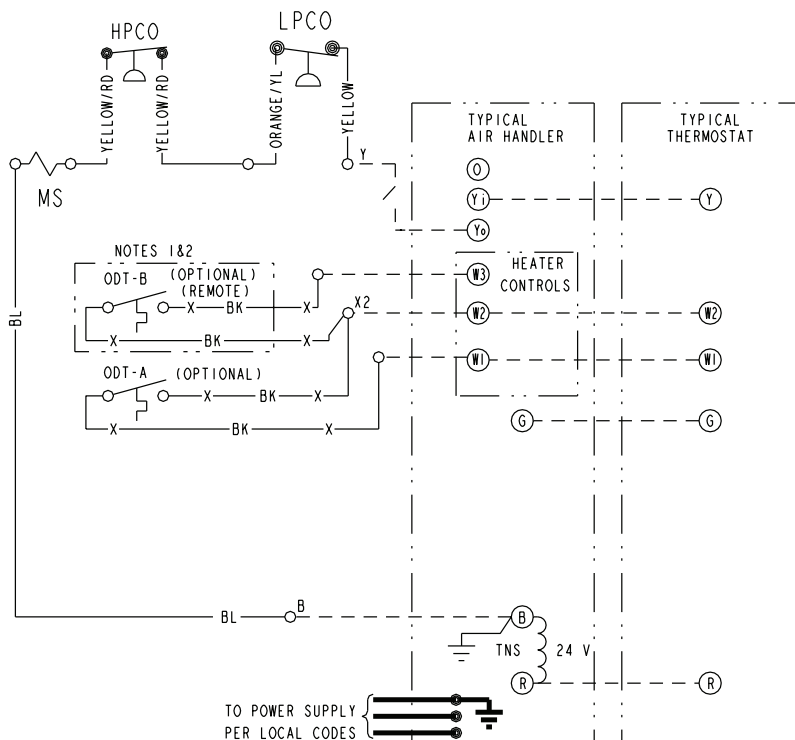 HPCO
LPCO
YELLOW/RD
YELLOW/RD
ORANGE/YL
YELLOW
Y
MS
TYPICAL
AIR HANDLER
TYPICAL
THERMOSTAT
O
Yi
Y
Yo
NOTES 1&2
ODT-B (OPTIONAL)
(REMOTE)
X BK X
X BK X
X2
W3
HEATER
CONTROLS
W2
W2
W1
W1
ODT-A (OPTIONAL)
X BK X
X BK X
G
G
BL
BL
B
B
TNS 24 V
R
R
TO POWER SUPPLY
PER LOCAL CODES